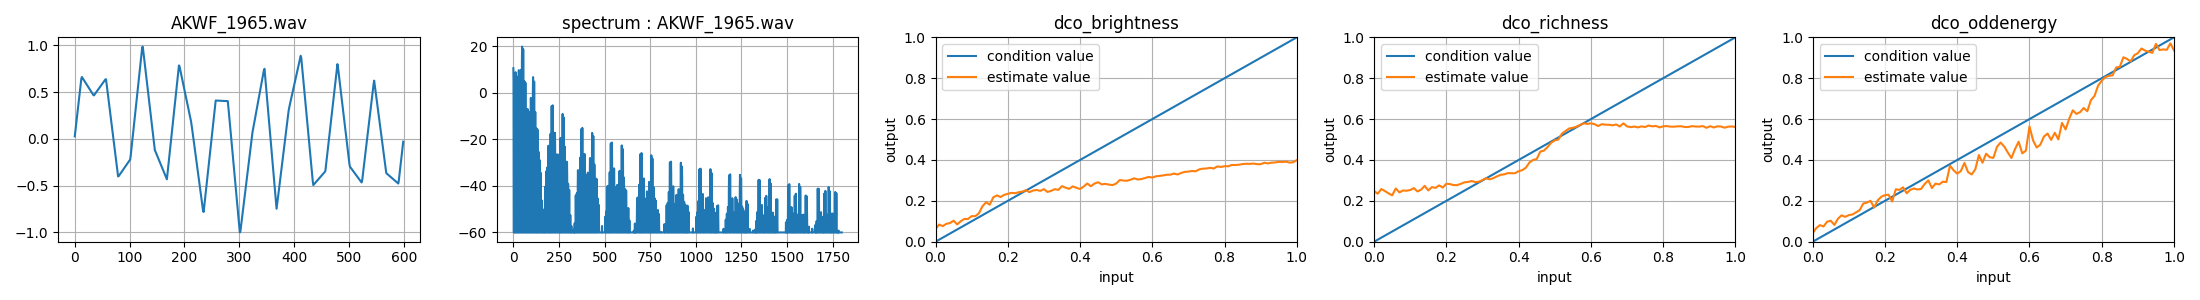 AKWF_1965.wav
1.0
0.5
0.0
−0.5
−1.0
0 100 200 300 400 500 600
spectrum : AKWF_1965.wav
20
0
−20
−40
−60
0 250 500 750 1000 1250 1500 1750
dco_brightness
condition value
estimate value
output
1.0
0.8
0.6
0.4
0.2
0.0
0.0 0.2 0.4 0.6 0.8 1.0
input
dco_richness
condition value
estimate value
output
1.0
0.8
0.6
0.4
0.2
0.0
0.0 0.2 0.4 0.6 0.8 1.0
input
dco_oddenergy
condition value
estimate value
output
1.0
0.8
0.6
0.4
0.2
0.0
0.0 0.2 0.4 0.6 0.8 1.0
input